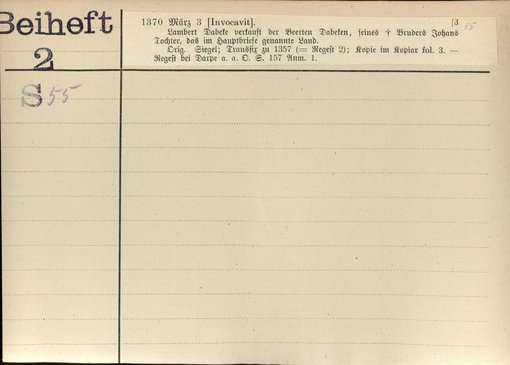 Beiheft
2
S 55
1370 März 3 [Invocavit]. [3
55
Lambert Dabeke verkauft der Beerten Dabeken, seines † Bruders Johans
Tochter, das im Hauptbriefe genannte Land.
Orig. Siegel; Transfix zu 1357 (= Regest 2); Kopie im Kopiar fol. 3. —
Regest bei Darpe a. a. O. S. 157 Anm. 1.